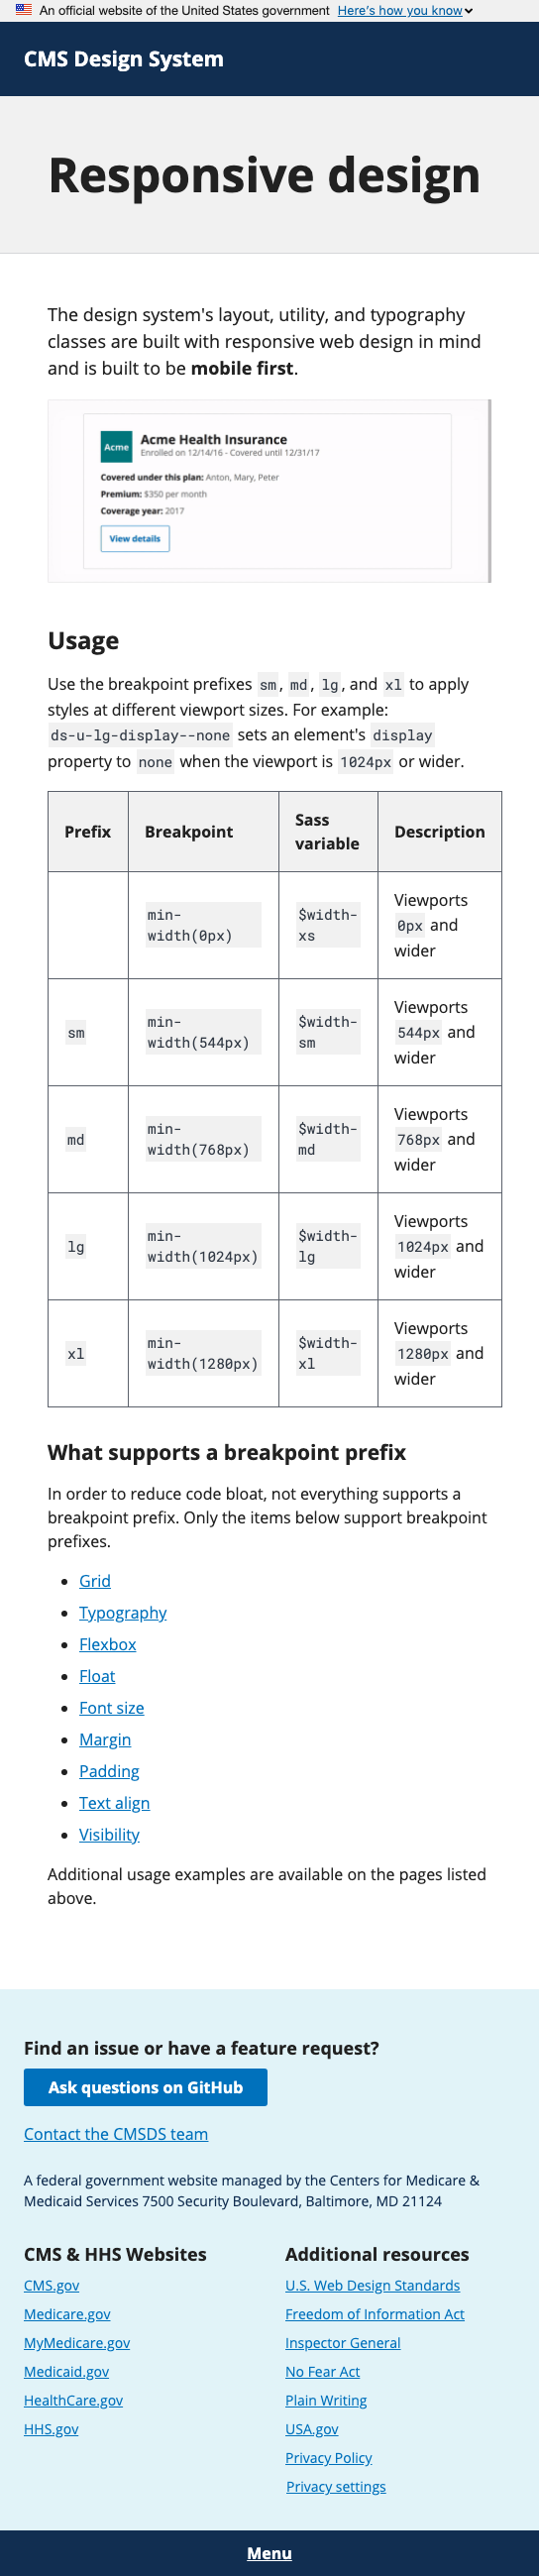 An official website of the United States government Here's how you know
CMS Design System
Responsive design
The design system's layout, utility, and typography
classes are built with responsive web design in mind
and is built to be mobile first.
Acme
Acme Health Insurance
Enrolled on 12/14/16 - Covered until 12/31/17
Covered under this plan: Anton, Mary, Peter
Premium: $350 per month
Coverage year: 2017
View details
Usage
Use the breakpoint prefixes sm, md, lg, and xl to apply
styles at different viewport sizes. For example:
ds-u-lg-display--none sets an element's display
property to none when the viewport is 1024px or wider.
Prefix Breakpoint Sass variable Description
min-width(0px) $width-xs Viewports 0px and wider
sm min-width(544px) $width-sm Viewports 544px and wider
md min-width(768px) $width-md Viewports 768px and wider
lg min-width(1024px) $width-lg Viewports 1024px and wider
xl min-width(1280px) $width-xl Viewports 1280px and wider
What supports a breakpoint prefix
In order to reduce code bloat, not everything supports a
breakpoint prefix. Only the items below support breakpoint
prefixes.
Grid
Typography
Flexbox
Float
Font size
Margin
Padding
Text align
Visibility
Additional usage examples are available on the pages listed
above.
Find an issue or have a feature request?
Ask questions on GitHub
Contact the CMSDS team
A federal government website managed by the Centers for Medicare &
Medicaid Services 7500 Security Boulevard, Baltimore, MD 21124
CMS & HHS Websites
CMS.gov
Medicare.gov
MyMedicare.gov
Medicaid.gov
HealthCare.gov
HHS.gov
Additional resources
U.S. Web Design Standards
Freedom of Information Act
Inspector General
No Fear Act
Plain Writing
USA.gov
Privacy Policy
Privacy settings
Menu